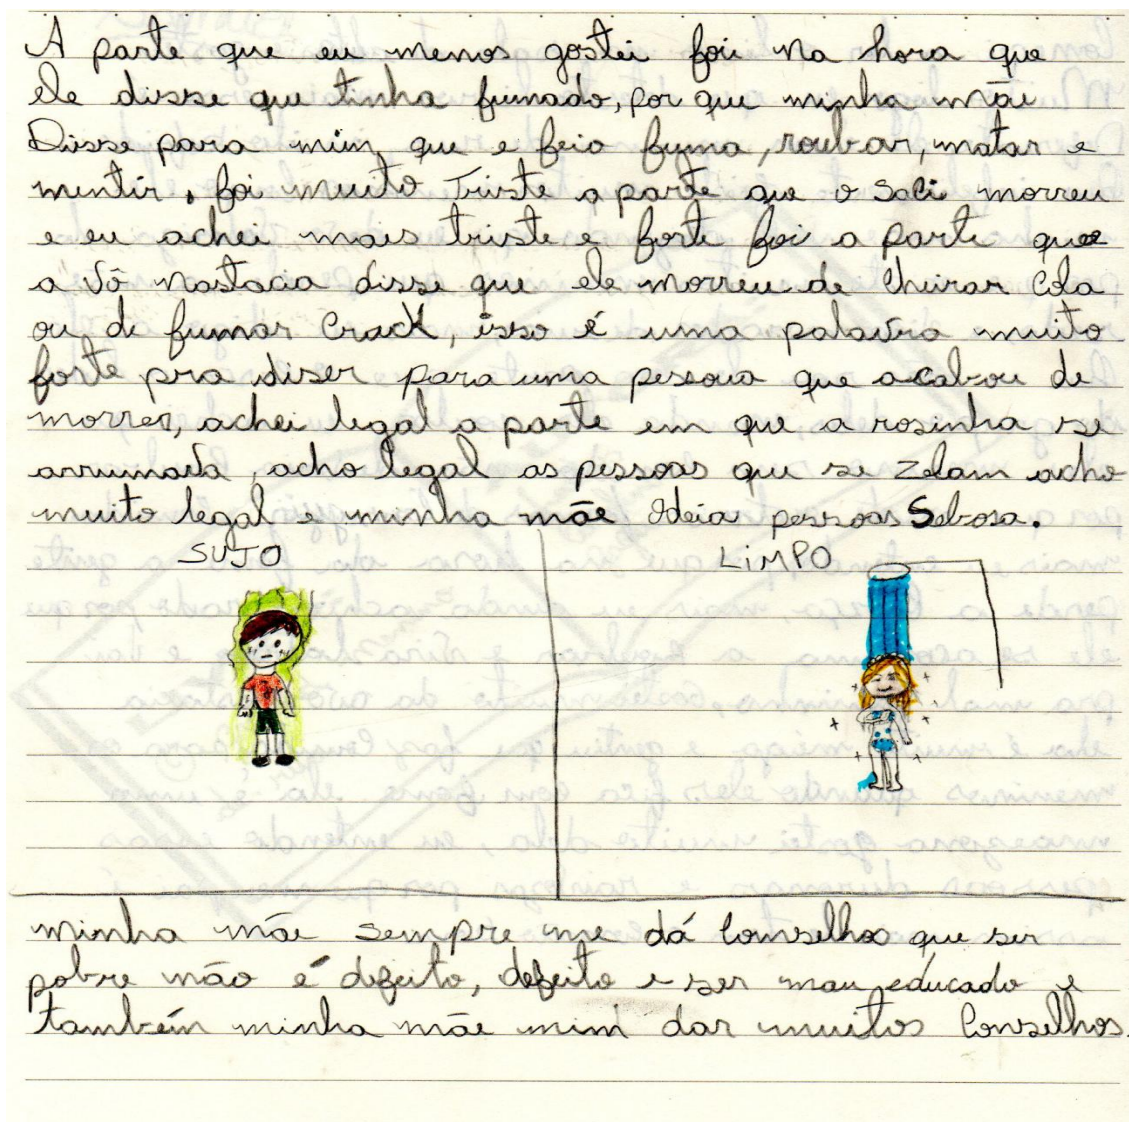 A parte que eu menos gostei foi na hora que
ele disse que tinha fumado, por que minha mãe
Disse para mim que e feio fuma, roubar, matar e
mentir, foi muito Triste a parte que o Saci morreu
e eu achei mais triste e forte foi a parte que
a Vó nastacia disse que ele morreu de Cheirar Cola
ou de fumar Crack, isso é uma palavra muito
forte pra diser para uma pessoa que acabou de
morrer, achei legal a parte em que a rosinha se
arrumava, acho legal as pessoas que se zelam acho
muito legal e minha mãe Odeia pessoas Sebosa.
SUJO LIMPO
minha mãe sempre me dá Comselhos que ser
pobre não é defeito, defeito e ser mau educado e
também minha mãe mim dar muitos Conselhos.